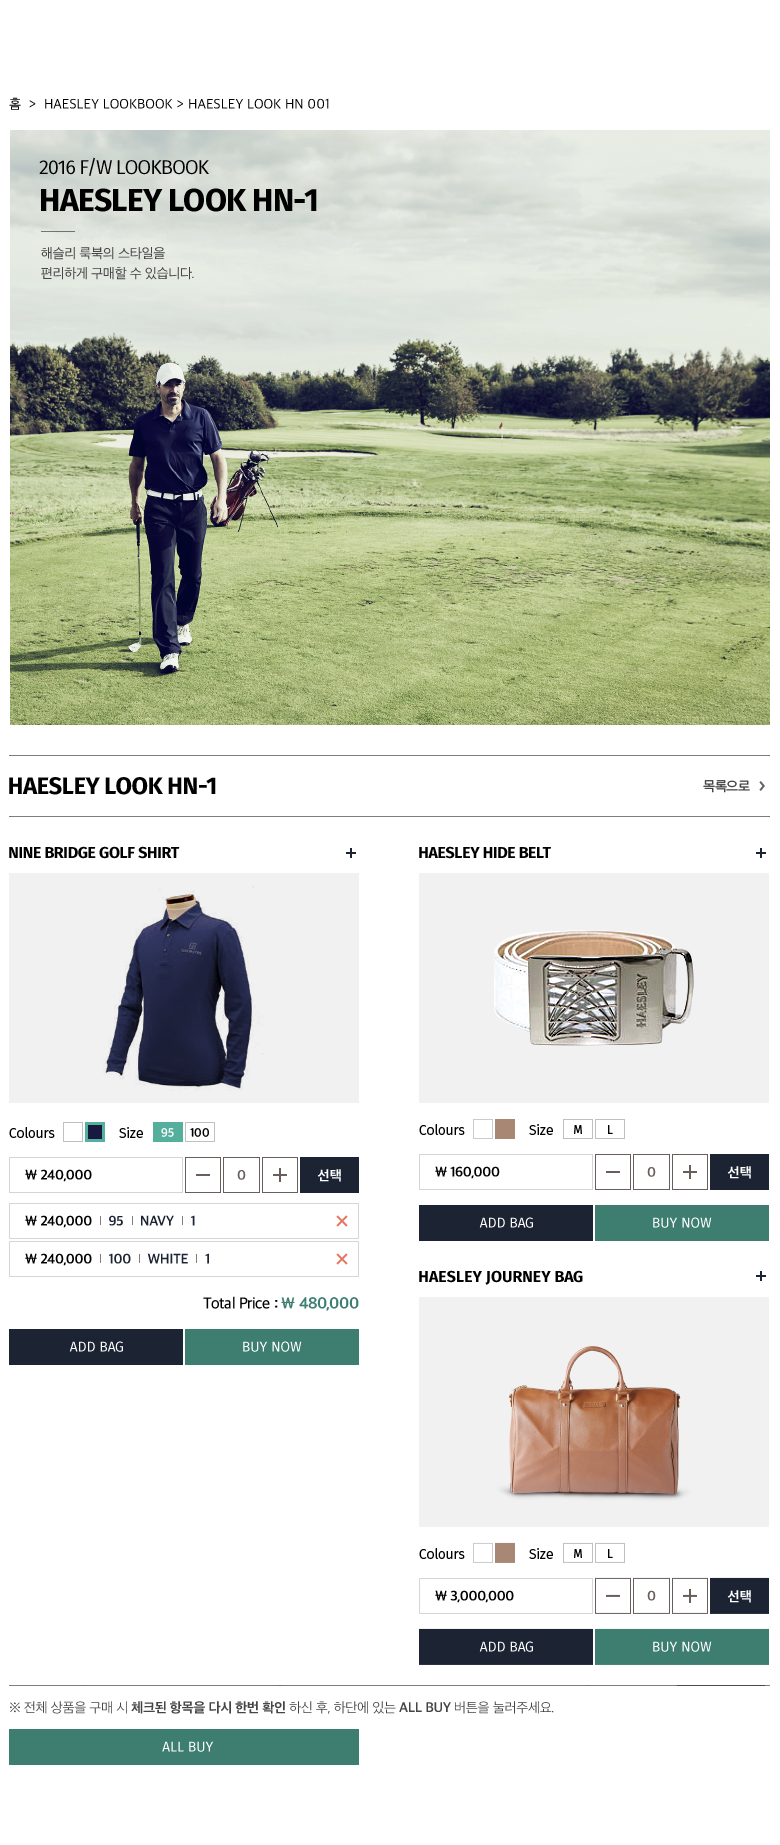 홈 > HAESLEY LOOKBOOK > HAESLEY LOOK HN 001
2016 F/W LOOKBOOK
HAESLEY LOOK HN-1
해슬리 룩북의 스타일을
편리하게 구매할 수 있습니다.
HAESLEY LOOK HN-1
목록으로 >
NINE BRIDGE GOLF SHIRT +
Colours Size 95 100
₩ 240,000 — 0 + 선택
₩ 240,000 | 95 | NAVY | 1 ×
₩ 240,000 | 100 | WHITE | 1 ×
Total Price : ₩ 480,000
ADD BAG BUY NOW
HAESLEY HIDE BELT +
HAESLEY
Colours Size M L
₩ 160,000 — 0 + 선택
ADD BAG BUY NOW
HAESLEY JOURNEY BAG +
Colours Size M L
₩ 3,000,000 — 0 + 선택
ADD BAG BUY NOW
※ 전체 상품을 구매 시 체크된 항목을 다시 한번 확인 하신 후, 하단에 있는 ALL BUY 버튼을 눌러주세요.
ALL BUY